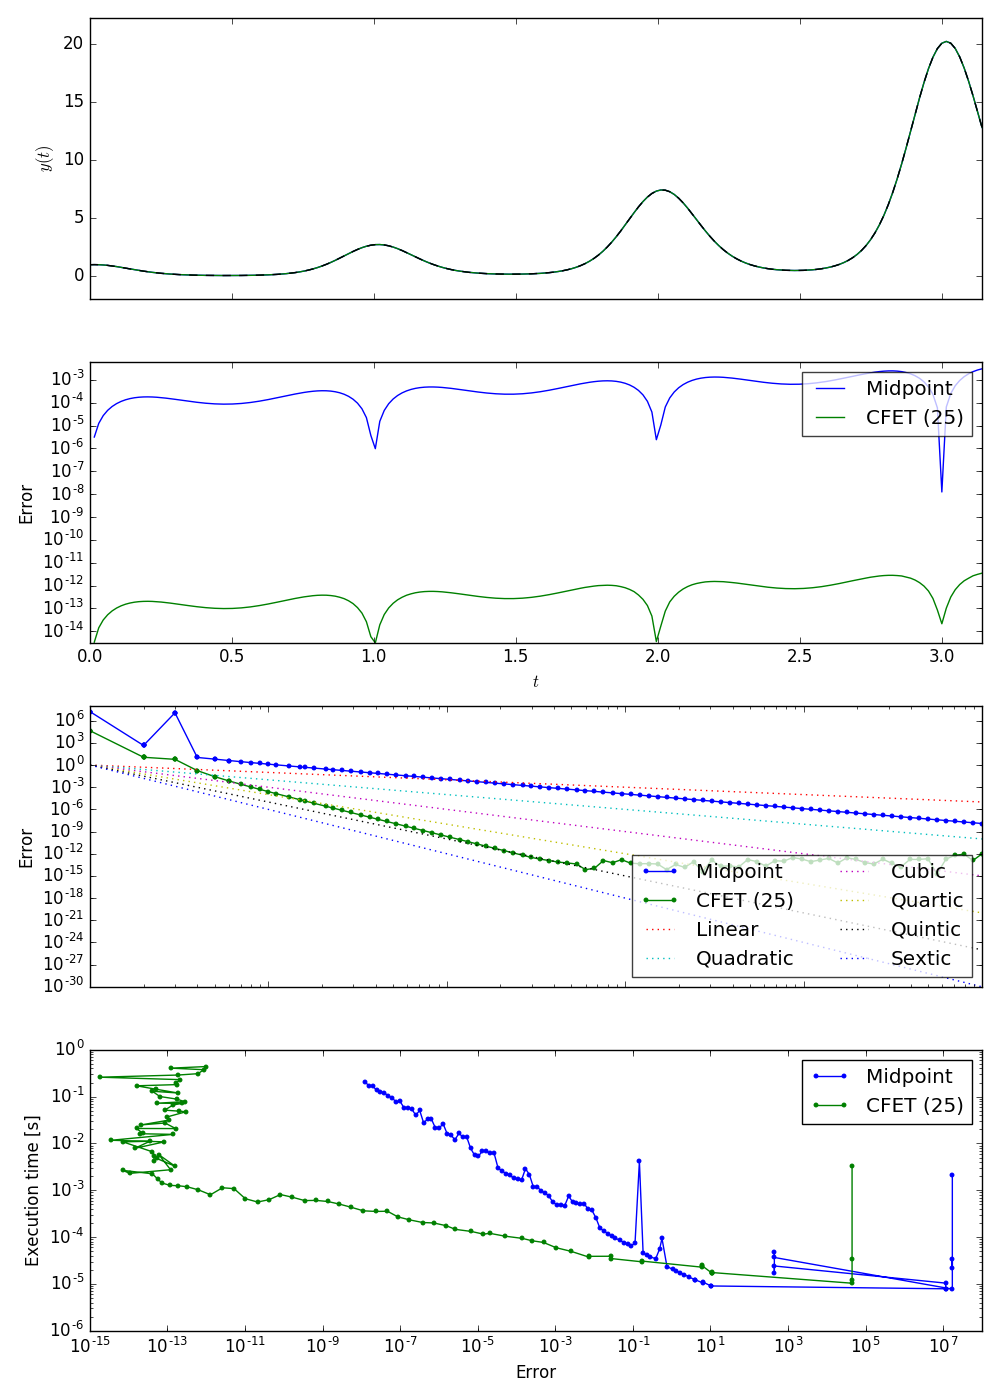 20
15
10
5
0
y(t)
10^-3
10^-4
10^-5
10^-6
10^-7
10^-8
10^-9
10^-10
10^-11
10^-12
10^-13
10^-14
Error
Midpoint
CFET (25)
0.0 0.5 1.0 1.5 2.0 2.5 3.0
t
10^6
10^3
10^0
10^-3
10^-6
10^-9
10^-12
10^-15
10^-18
10^-21
10^-24
10^-27
10^-30
Error
Midpoint
CFET (25)
Linear
Quadratic
Cubic
Quartic
Quintic
Sextic
10^0
10^-1
10^-2
10^-3
10^-4
10^-5
10^-6
Execution time [s]
Midpoint
CFET (25)
10^-15 10^-13 10^-11 10^-9 10^-7 10^-5 10^-3 10^-1 10^1 10^3 10^5 10^7
Error